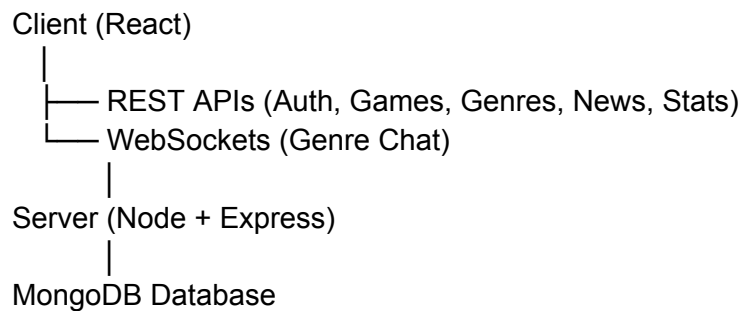 Client (React)
│
├── REST APIs (Auth, Games, Genres, News, Stats)
└── WebSockets (Genre Chat)
│
Server (Node + Express)
│
MongoDB Database